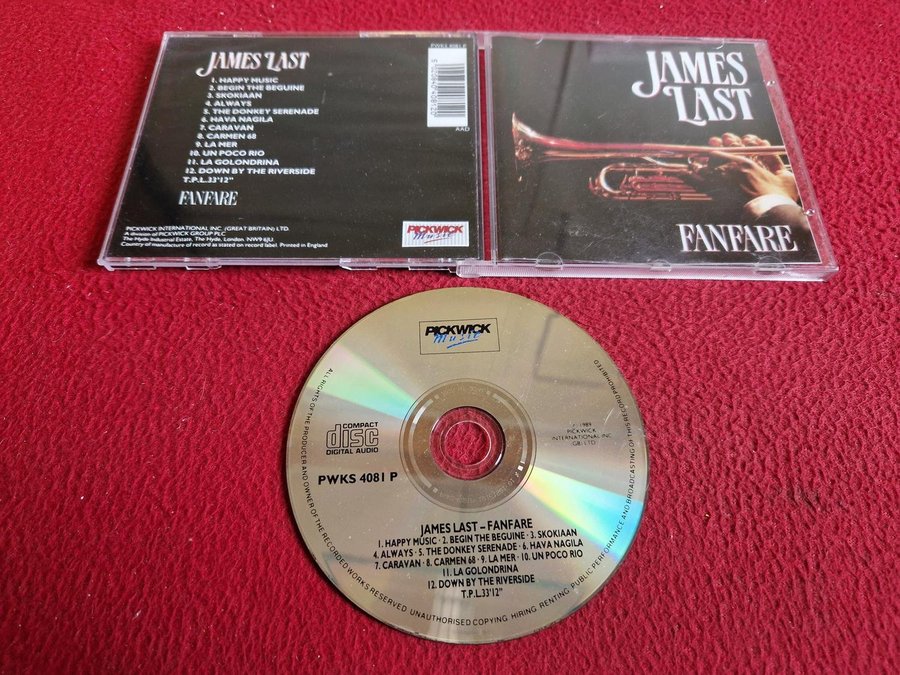 JAMES LAST
1. HAPPY MUSIC
2. BEGIN THE BEGUINE
3. SKOKIAAN
4. ALWAYS
5. THE DONKEY SERENADE
6. HAVA NAGILA
7. CARAVAN
8. CARMEN 68
9. LA MER
10. UN POCO RIO
11. LA GOLONDRINA
12. DOWN BY THE RIVERSIDE
T.P.L.33'12"
FANFARE
PICKWICK INTERNATIONAL INC. (GREAT BRITAIN) LTD.
A division of PICKWICK GROUP PLC
The Hyde Industrial Estate, The Hyde, London. NW9 6JU.
Country of manufacture of record as stated on record label. Printed in England
PWKS 4081 P
AAD
PICKWICK
Music
JAMES
LAST
FANFARE
PICKWICK
Music
COMPACT
disc
DIGITAL AUDIO
PWKS 4081 P
1989
PICKWICK
INTERNATIONAL INC
GB) LTD
JAMES LAST – FANFARE
1. HAPPY MUSIC · 2. BEGIN THE BEGUINE · 3. SKOKIAAN
4. ALWAYS · 5. THE DONKEY SERENADE · 6. HAVA NAGILA
7. CARAVAN · 8. CARMEN 68 · 9. LA MER · 10. UN POCO RIO
11. LA GOLONDRINA
12. DOWN BY THE RIVERSIDE
T.P.L.33'12"
ALL RIGHTS OF THE PRODUCER AND OWNER OF THE RECORDED WORKS RESERVED UNAUTHORISED COPYING HIRING RENTING PUBLIC PERFORMANCE AND BROADCASTING OF THIS RECORD PROHIBITED